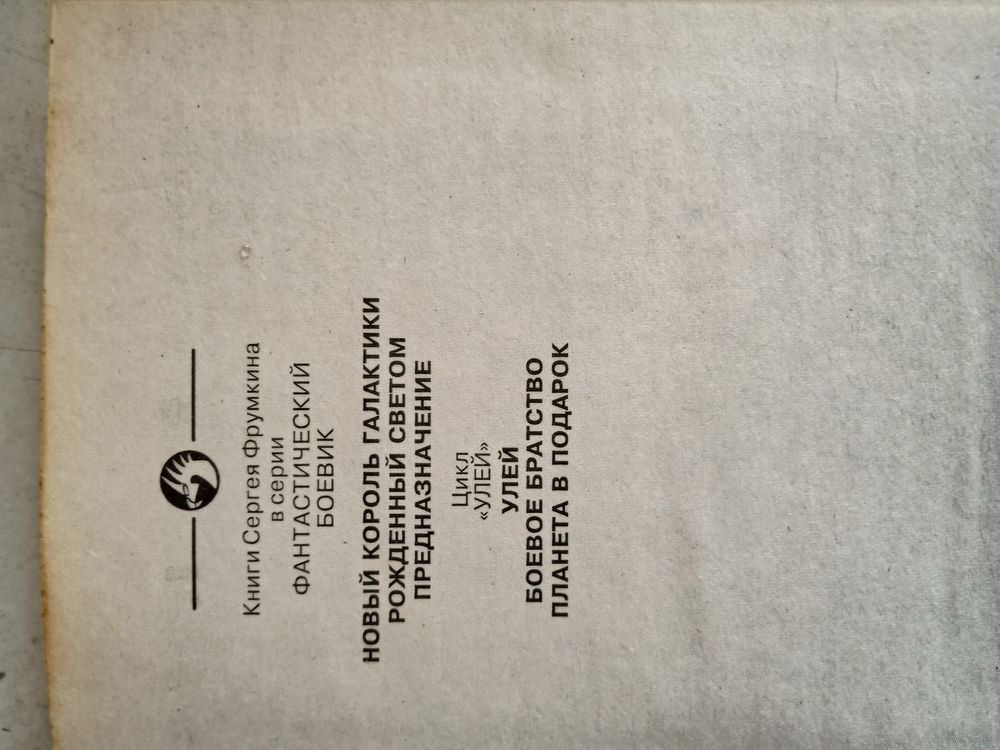 Книги Сергея Фрумкина
в серии
ФАНТАСТИЧЕСКИЙ
БОЕВИК
НОВЫЙ КОРОЛЬ ГАЛАКТИКИ
РОЖДЕННЫЙ СВЕТОМ
ПРЕДНАЗНАЧЕНИЕ
Цикл
«УЛЕЙ»
УЛЕЙ
БОЕВОЕ БРАТСТВО
ПЛАНЕТА В ПОДАРОК